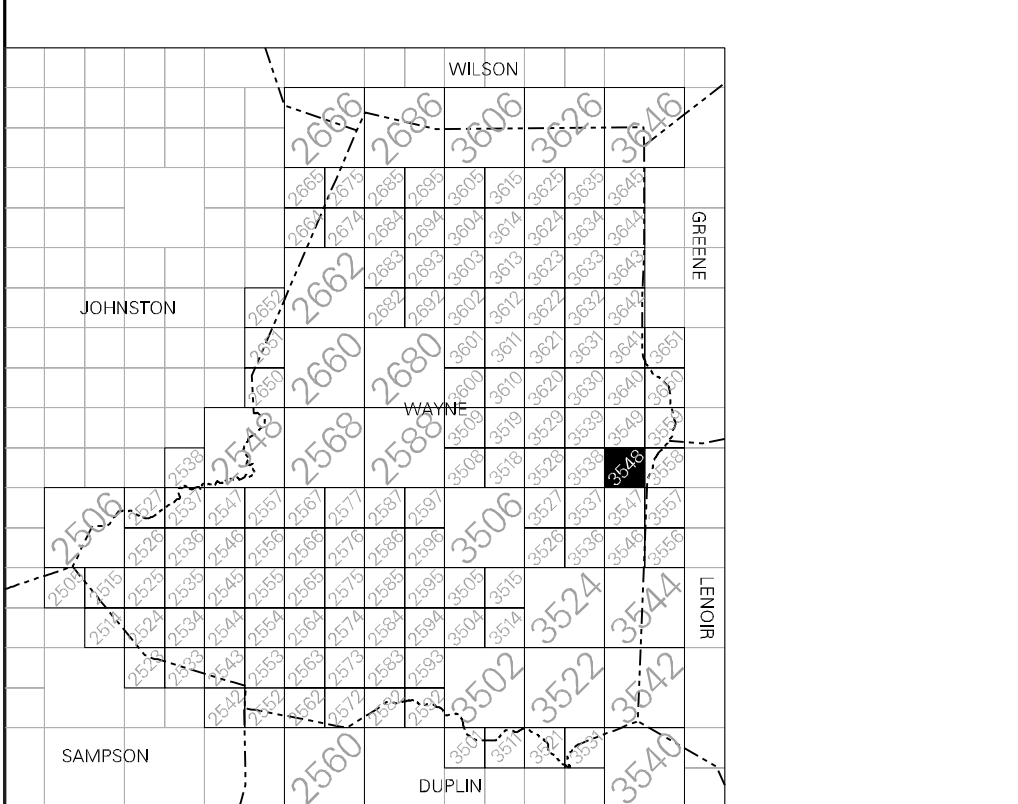 WILSON
2666 2686 3606 3626 3646
2665 2675 2685 2695 3605 3615 3625 3635 3645
2664 2674 2684 2694 3604 3614 3624 3634 3644
GREENE
2662 2683 2693 3603 3613 3623 3633 3643
JOHNSTON
2652 2682 2692 3602 3612 3622 3632 3642
2651 2660 2680 3601 3611 3621 3631 3641 3651
2650 3600 3610 3620 3630 3640 3650
WAYNE
2548 2568 2588 3509 3519 3529 3539 3549 3559
2538 3508 3518 3528 3538 3548 3558
2506 2527 2537 2547 2557 2567 2577 2587 2597 3506 3527 3537 3547 3557
2526 2536 2546 2556 2566 2576 2586 2596 3526 3536 3546 3556
2505 2515 2525 2535 2545 2555 2565 2575 2585 2595 3505 3515 3524 3544
LENOIR
2514 2524 2534 2544 2554 2564 2574 2584 2594 3504 3514
2523 2533 2543 2553 2563 2573 2583 2593 3502 3522 3542
2542 2552 2562 2572 2582 2592
SAMPSON
2560 3501 3511 3521 3531 3540
DUPLIN